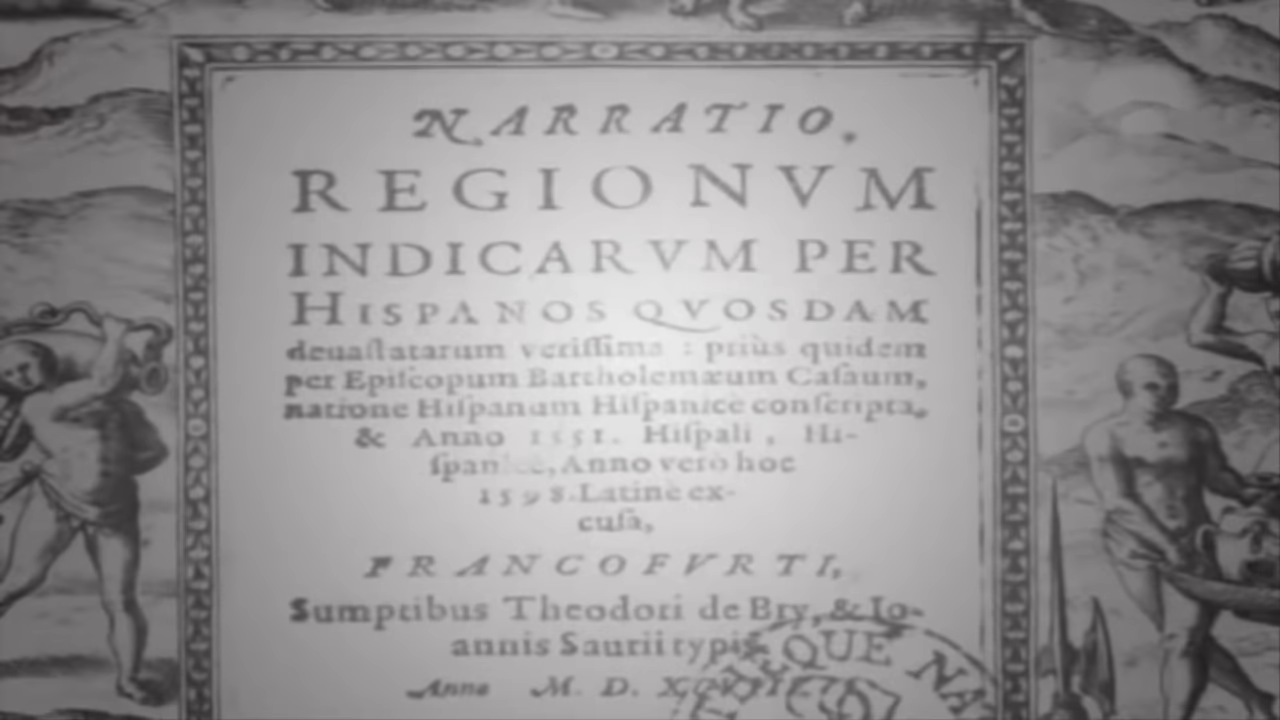 NARRATIO,
REGIONVM
INDICARVM PER
HISPANOS QVOSDAM
deuaſtatarum veriſſima : priùs quidem
per Epiſcopum Bartholemæum Caſaum,
natione Hiſpanum Hiſpanicè conſcripta,
& Anno 1551. Hiſpali, Hi-
ſpanicè, Anno verò hoc
1598. Latinè ex-
cuſa,
FRANCOFVRTI,
Sumptibus Theodori de Bry, & Io-
annis Saurii typis.
Anno M. D. 
QUE NA